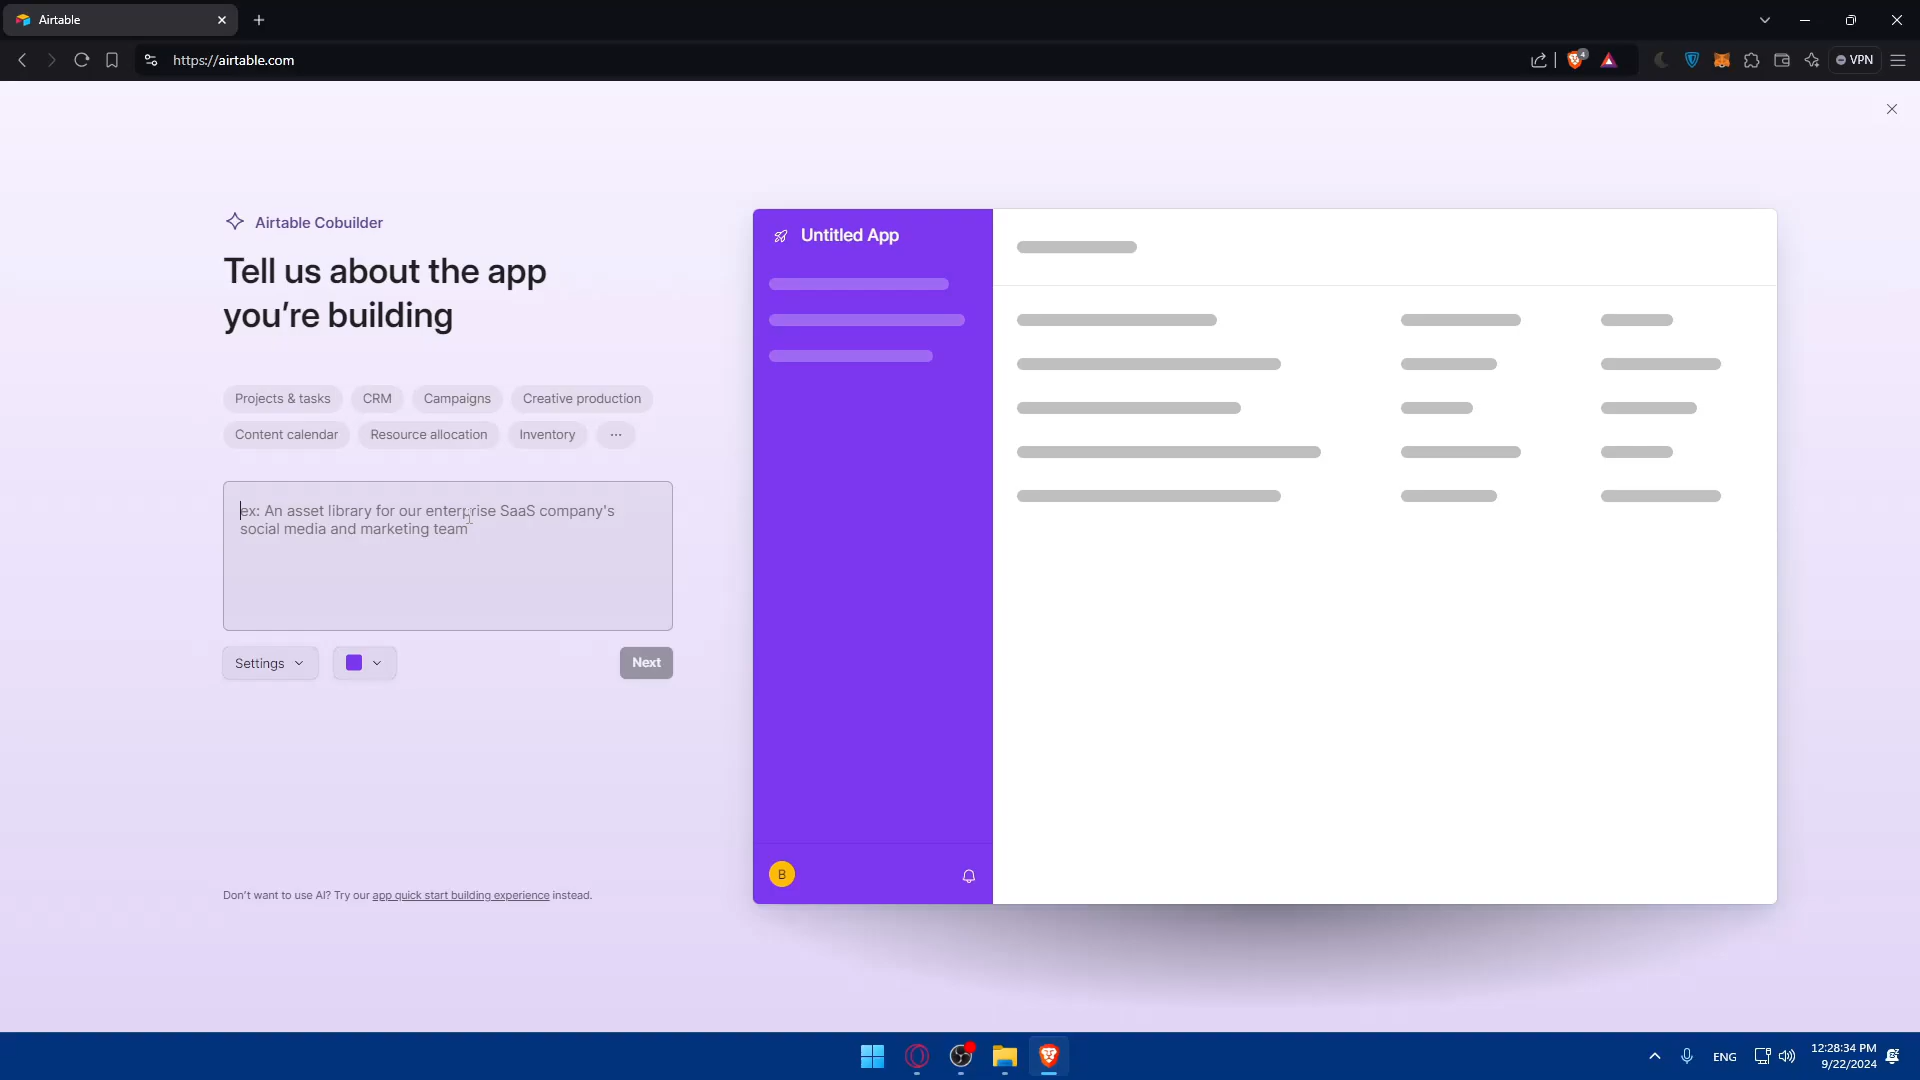 Airtable
https://airtable.com
4
VPN
Airtable Cobuilder
Tell us about the app
you’re building
Projects & tasks
CRM
Campaigns
Creative production
Content calendar
Resource allocation
Inventory
...
ex: An asset library for our enterprise SaaS company's
social media and marketing team
Settings
Next
Don’t want to use AI? Try our app quick start building experience instead.
Untitled App
B
ENG
12:28:34 PM
9/22/2024